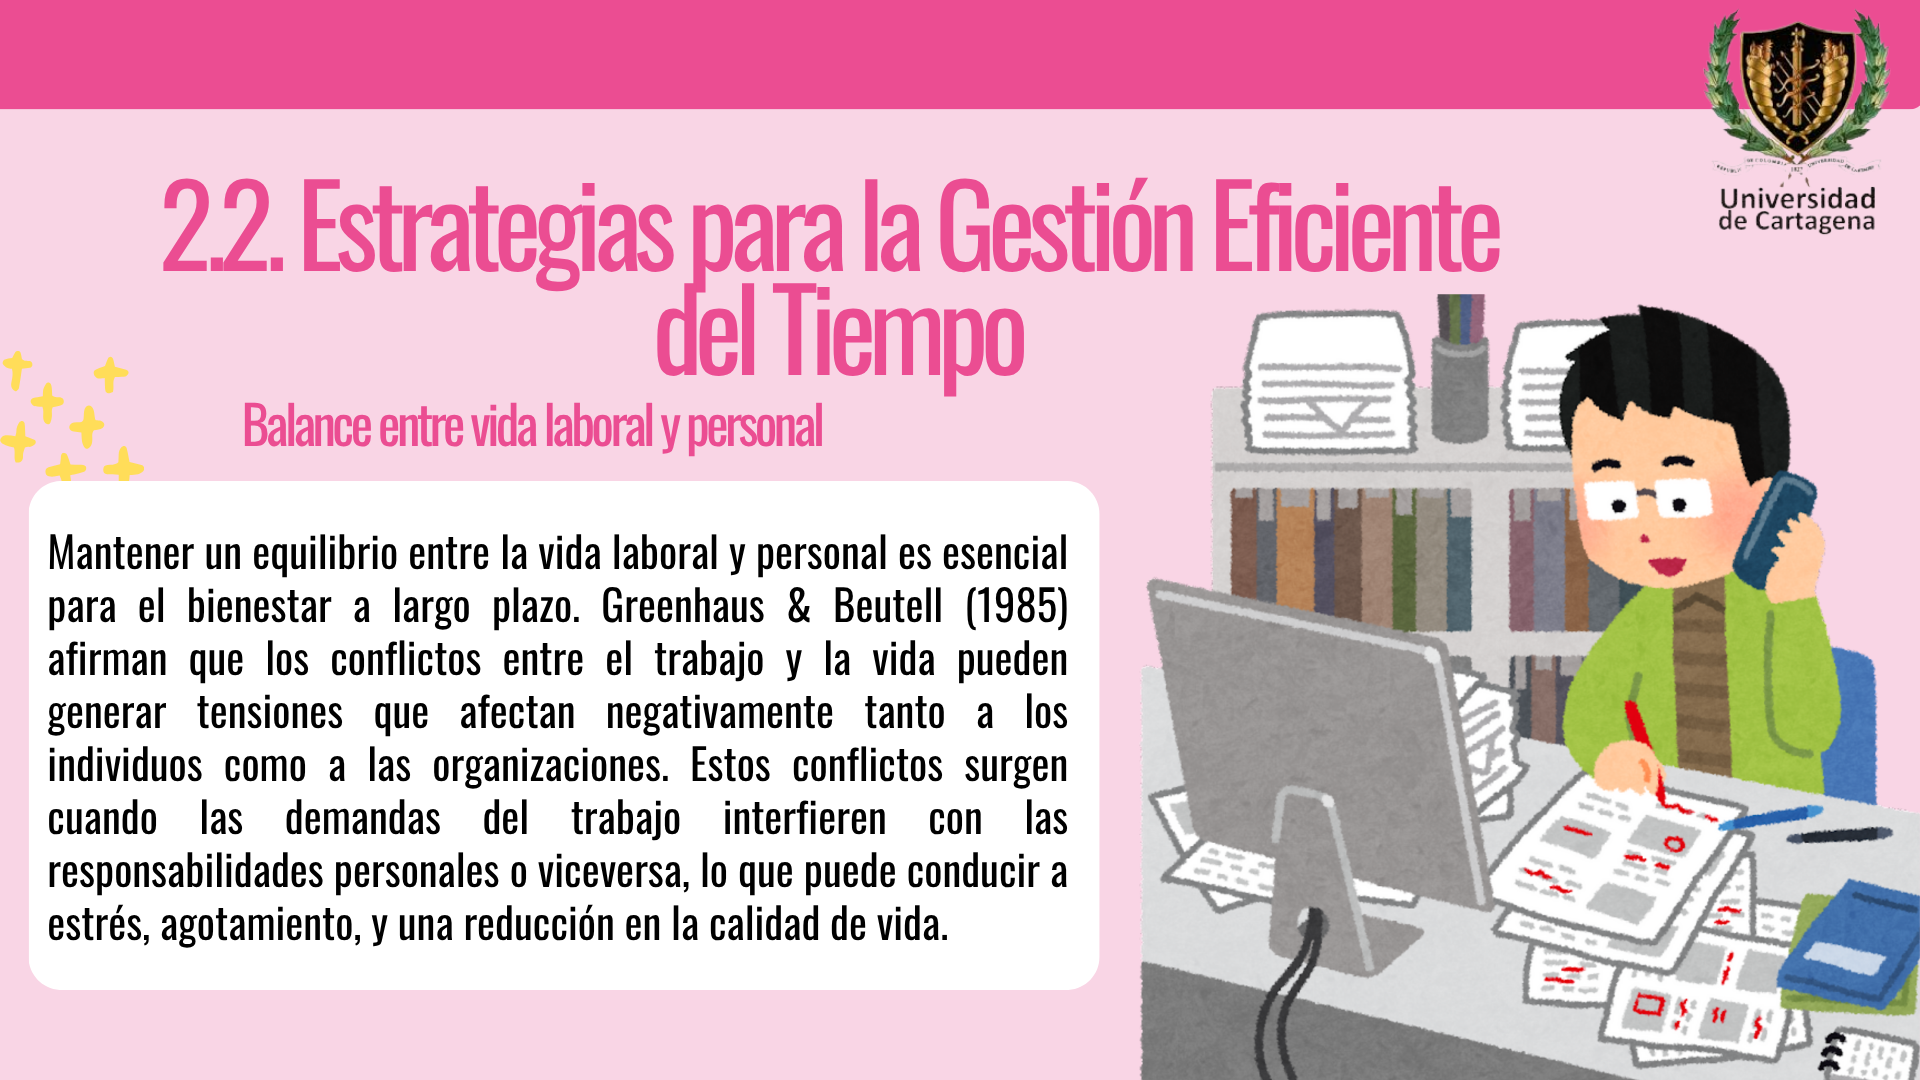 Universidad
de Cartagena
2.2. Estrategias para la Gestión Eficiente
del Tiempo
Balance entre vida laboral y personal
Mantener un equilibrio entre la vida laboral y personal es esencial
para el bienestar a largo plazo. Greenhaus & Beutell (1985)
afirman que los conflictos entre el trabajo y la vida pueden
generar tensiones que afectan negativamente tanto a los
individuos como a las organizaciones. Estos conflictos surgen
cuando las demandas del trabajo interfieren con las
responsabilidades personales o viceversa, lo que puede conducir a
estrés, agotamiento, y una reducción en la calidad de vida.